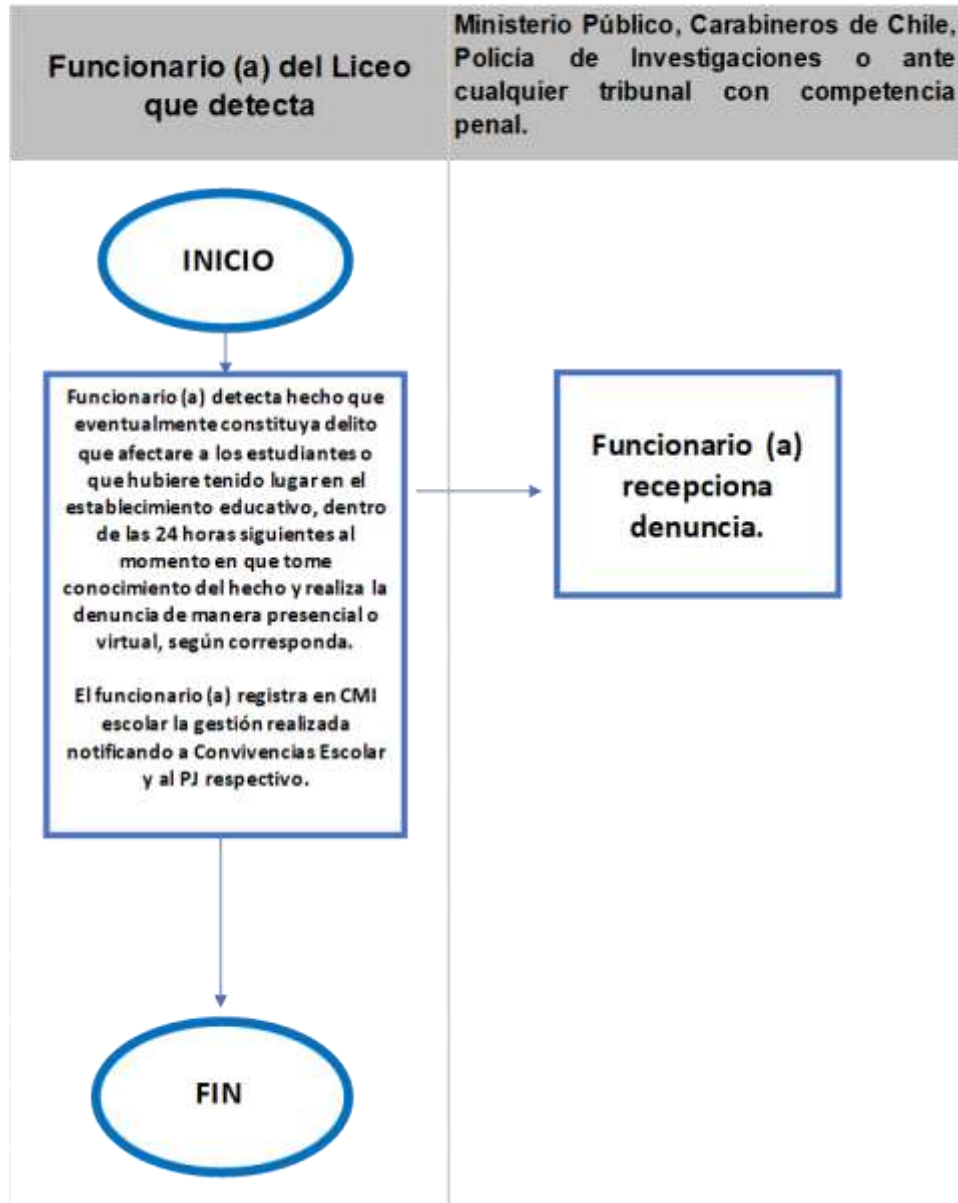 Funcionario (a) del Liceo
que detecta
Ministerio Público, Carabineros de Chile,
Policía de Investigaciones o ante
cualquier tribunal con competencia
penal.
INICIO
Funcionario (a) detecta hecho que
eventualmente constituya delito
que afectare a los estudiantes o
que hubiere tenido lugar en el
establecimiento educativo, dentro
de las 24 horas siguientes al
momento en que tome
conocimiento del hecho y realiza la
denuncia de manera presencial o
virtual, según corresponda.
El funcionario (a) registra en CMI
escolar la gestión realizada
notificando a Convivencias Escolar
y al PJ respectivo.
Funcionario (a)
recepciona
denuncia.
FIN